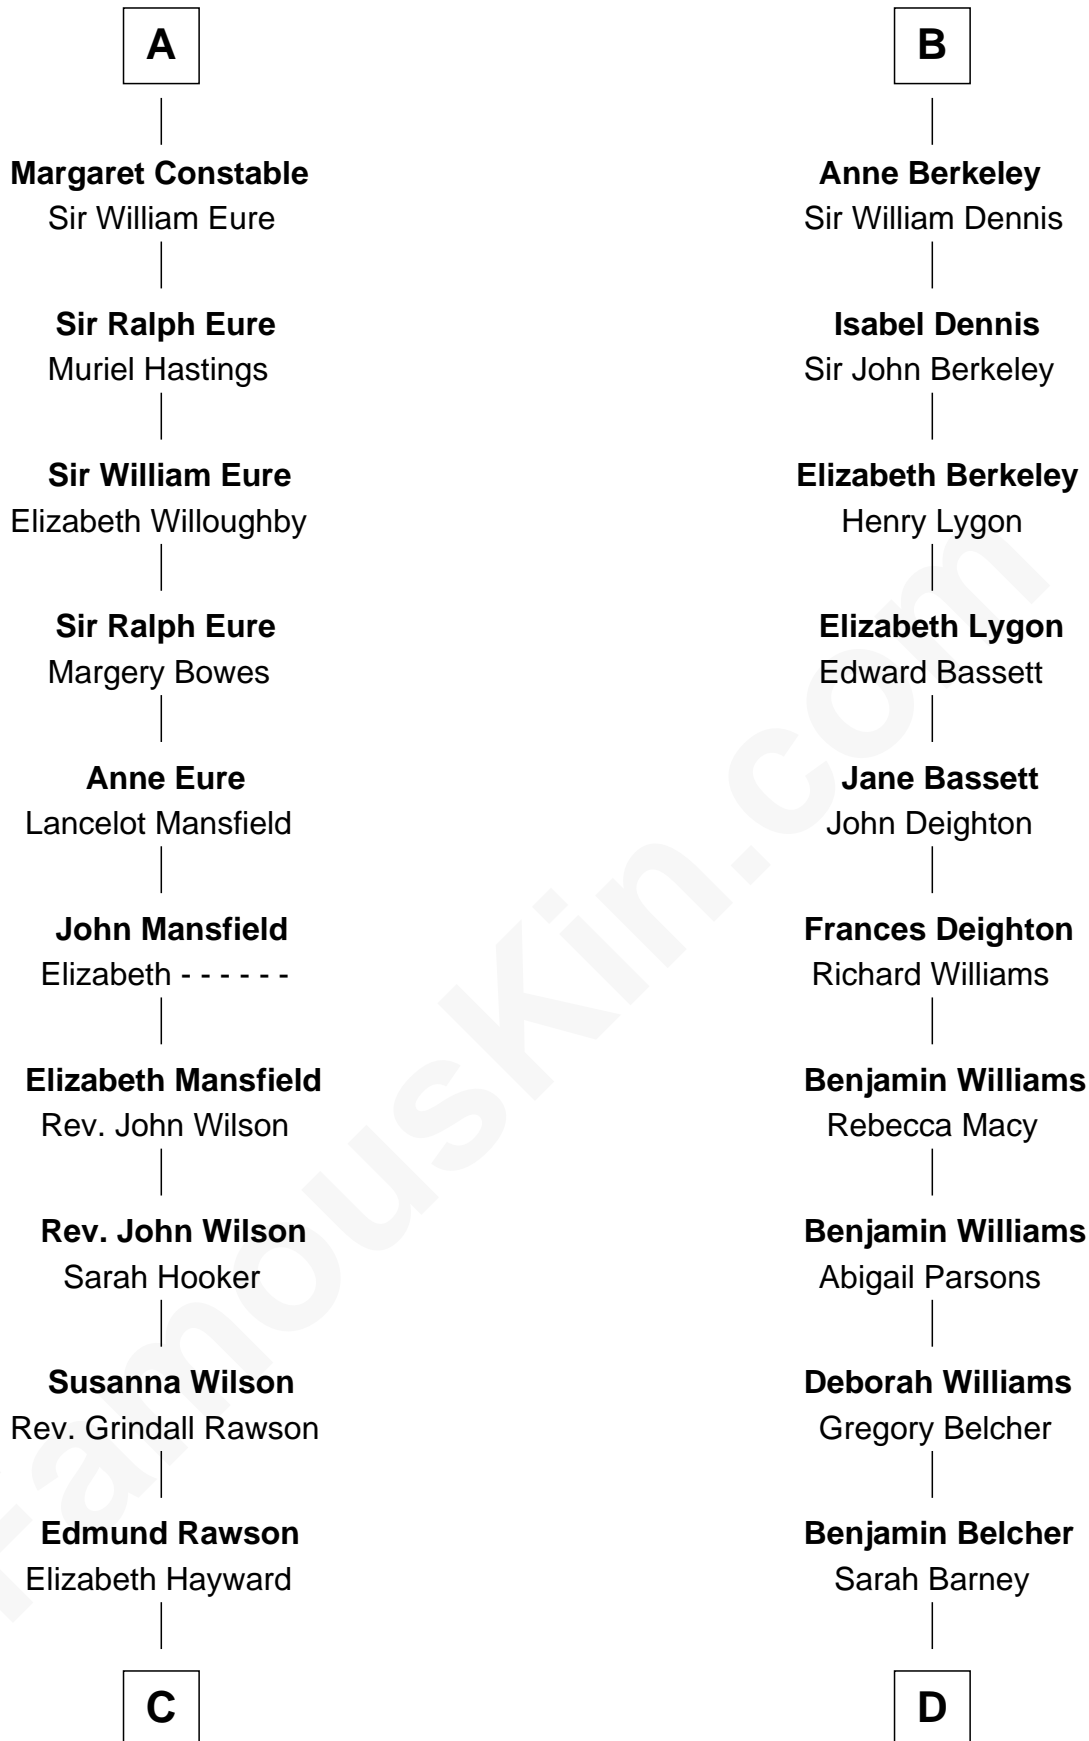 A
Margaret Constable
Sir William Eure
Sir Ralph Eure
Muriel Hastings
Sir William Eure
Elizabeth Willoughby
Sir Ralph Eure
Margery Bowes
Anne Eure
Lancelot Mansfield
John Mansfield
Elizabeth - - - - - -
Elizabeth Mansfield
Rev. John Wilson
Rev. John Wilson
Sarah Hooker
Susanna Wilson
Rev. Grindall Rawson
Edmund Rawson
Elizabeth Hayward
C
B
Anne Berkeley
Sir William Dennis
Isabel Dennis
Sir John Berkeley
Elizabeth Berkeley
Henry Lygon
Elizabeth Lygon
Edward Bassett
Jane Bassett
John Deighton
Frances Deighton
Richard Williams
Benjamin Williams
Rebecca Macy
Benjamin Williams
Abigail Parsons
Deborah Williams
Gregory Belcher
Benjamin Belcher
Sarah Barney
D
FamousKin.com